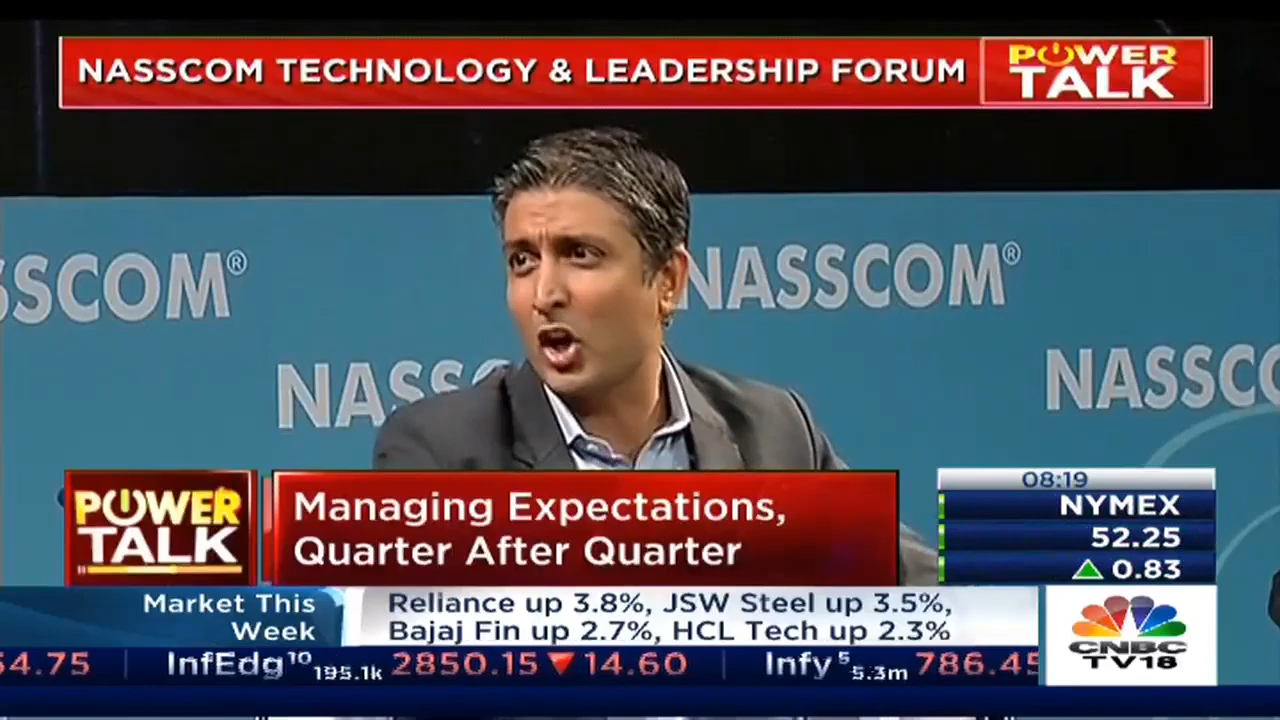 NASSCOM TECHNOLOGY & LEADERSHIP FORUM
POWER
TALK
SSCOM®
NASSCOM®
NASSCO
NASSCO
POWER
TALK
Managing Expectations,
Quarter After Quarter
08:19
NYMEX
52.25
▲ 0.83
Market This
Week
Reliance up 3.8%, JSW Steel up 3.5%,
Bajaj Fin up 2.7%, HCL Tech up 2.3%
CNBC
TV18
54.75 InfEdg 10 195.1k 2850.15 ▼ 14.60 Infy 5 5.3m 786.45